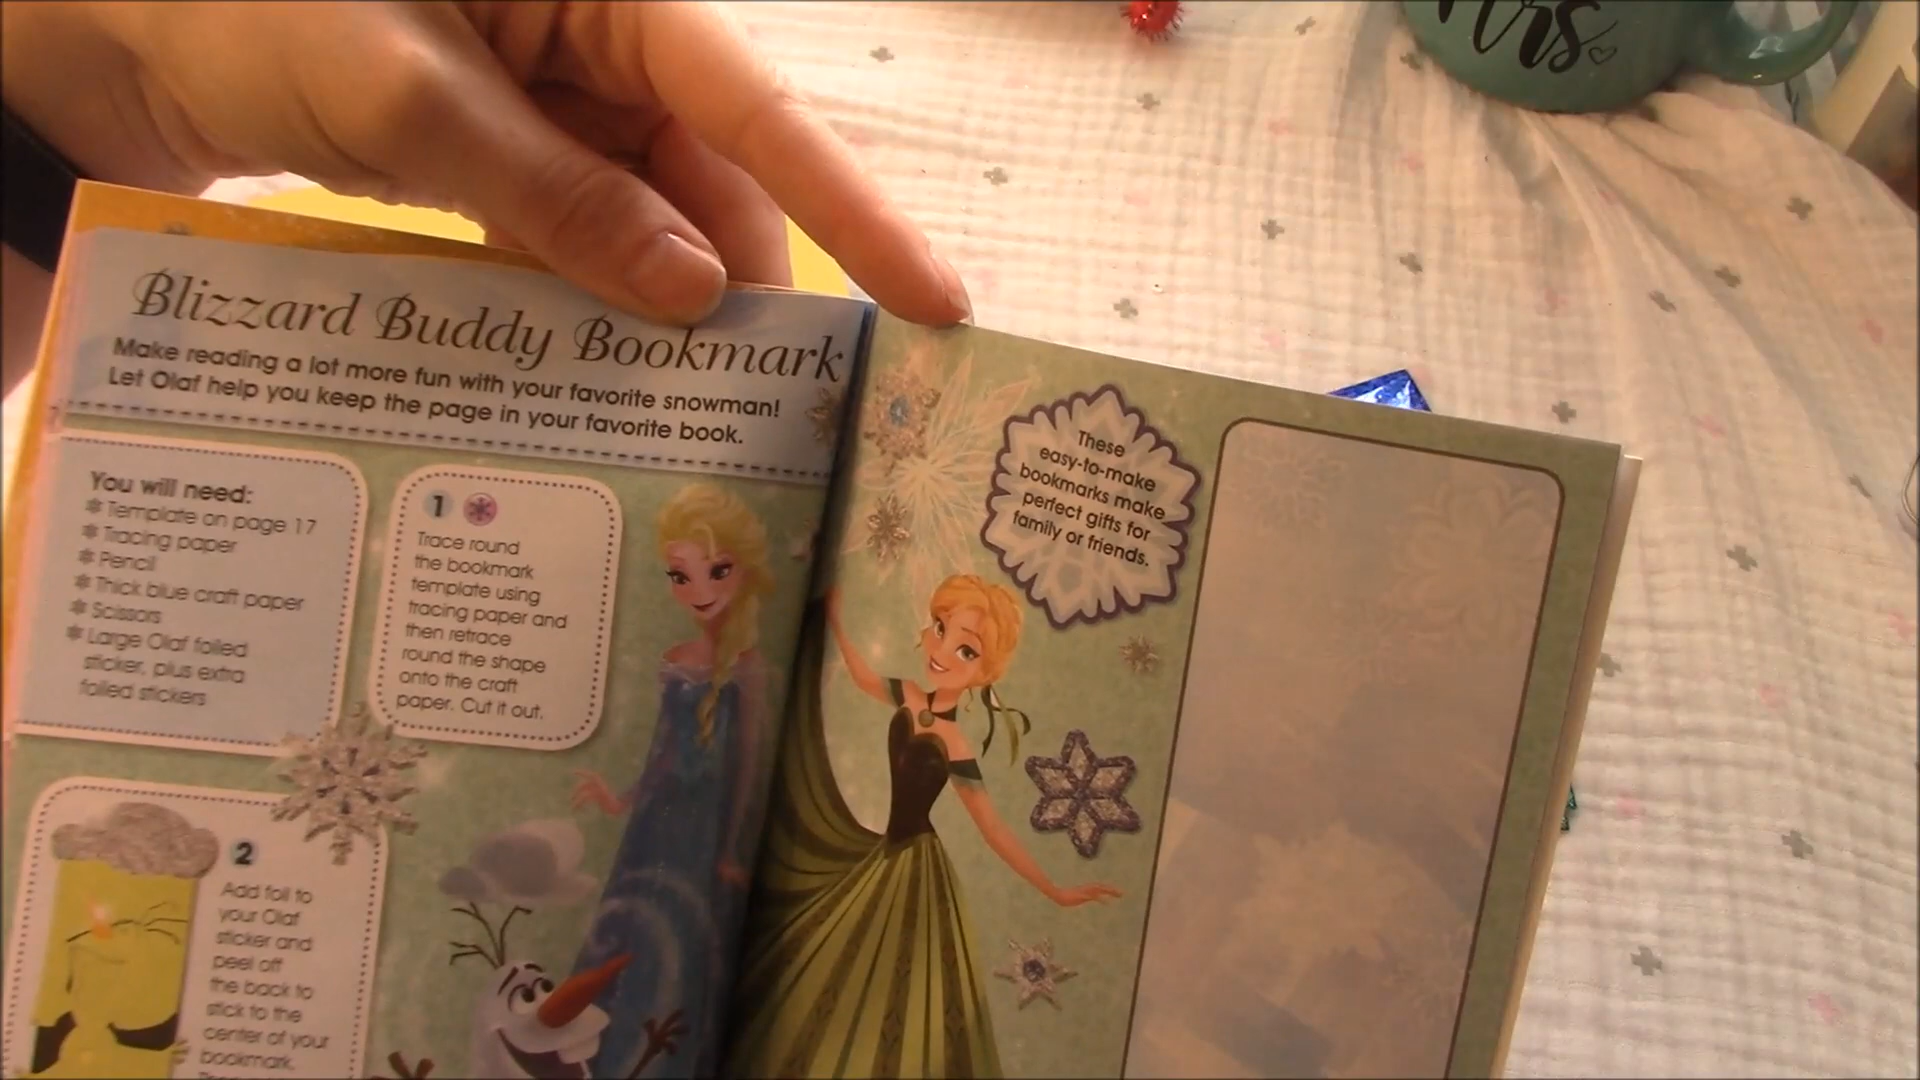 Mrs
Blizzard Buddy Bookmark
Make reading a lot more fun with your favorite snowman!
Let Olaf help you keep the page in your favorite book.
You will need:
Template on page 17
Tracing paper
Pencil
Thick blue craft paper
Scissors
Large Olaf foiled
sticker, plus extra
foiled stickers
1
Trace round
the bookmark
template using
tracing paper and
then retrace
round the shape
onto the craft
paper. Cut it out.
2
Add foil to
your Olaf
sticker and
peel off
the back to
stick to the
center of your
bookmark.
These
easy-to-make
bookmarks make
perfect gifts for
family or friends.